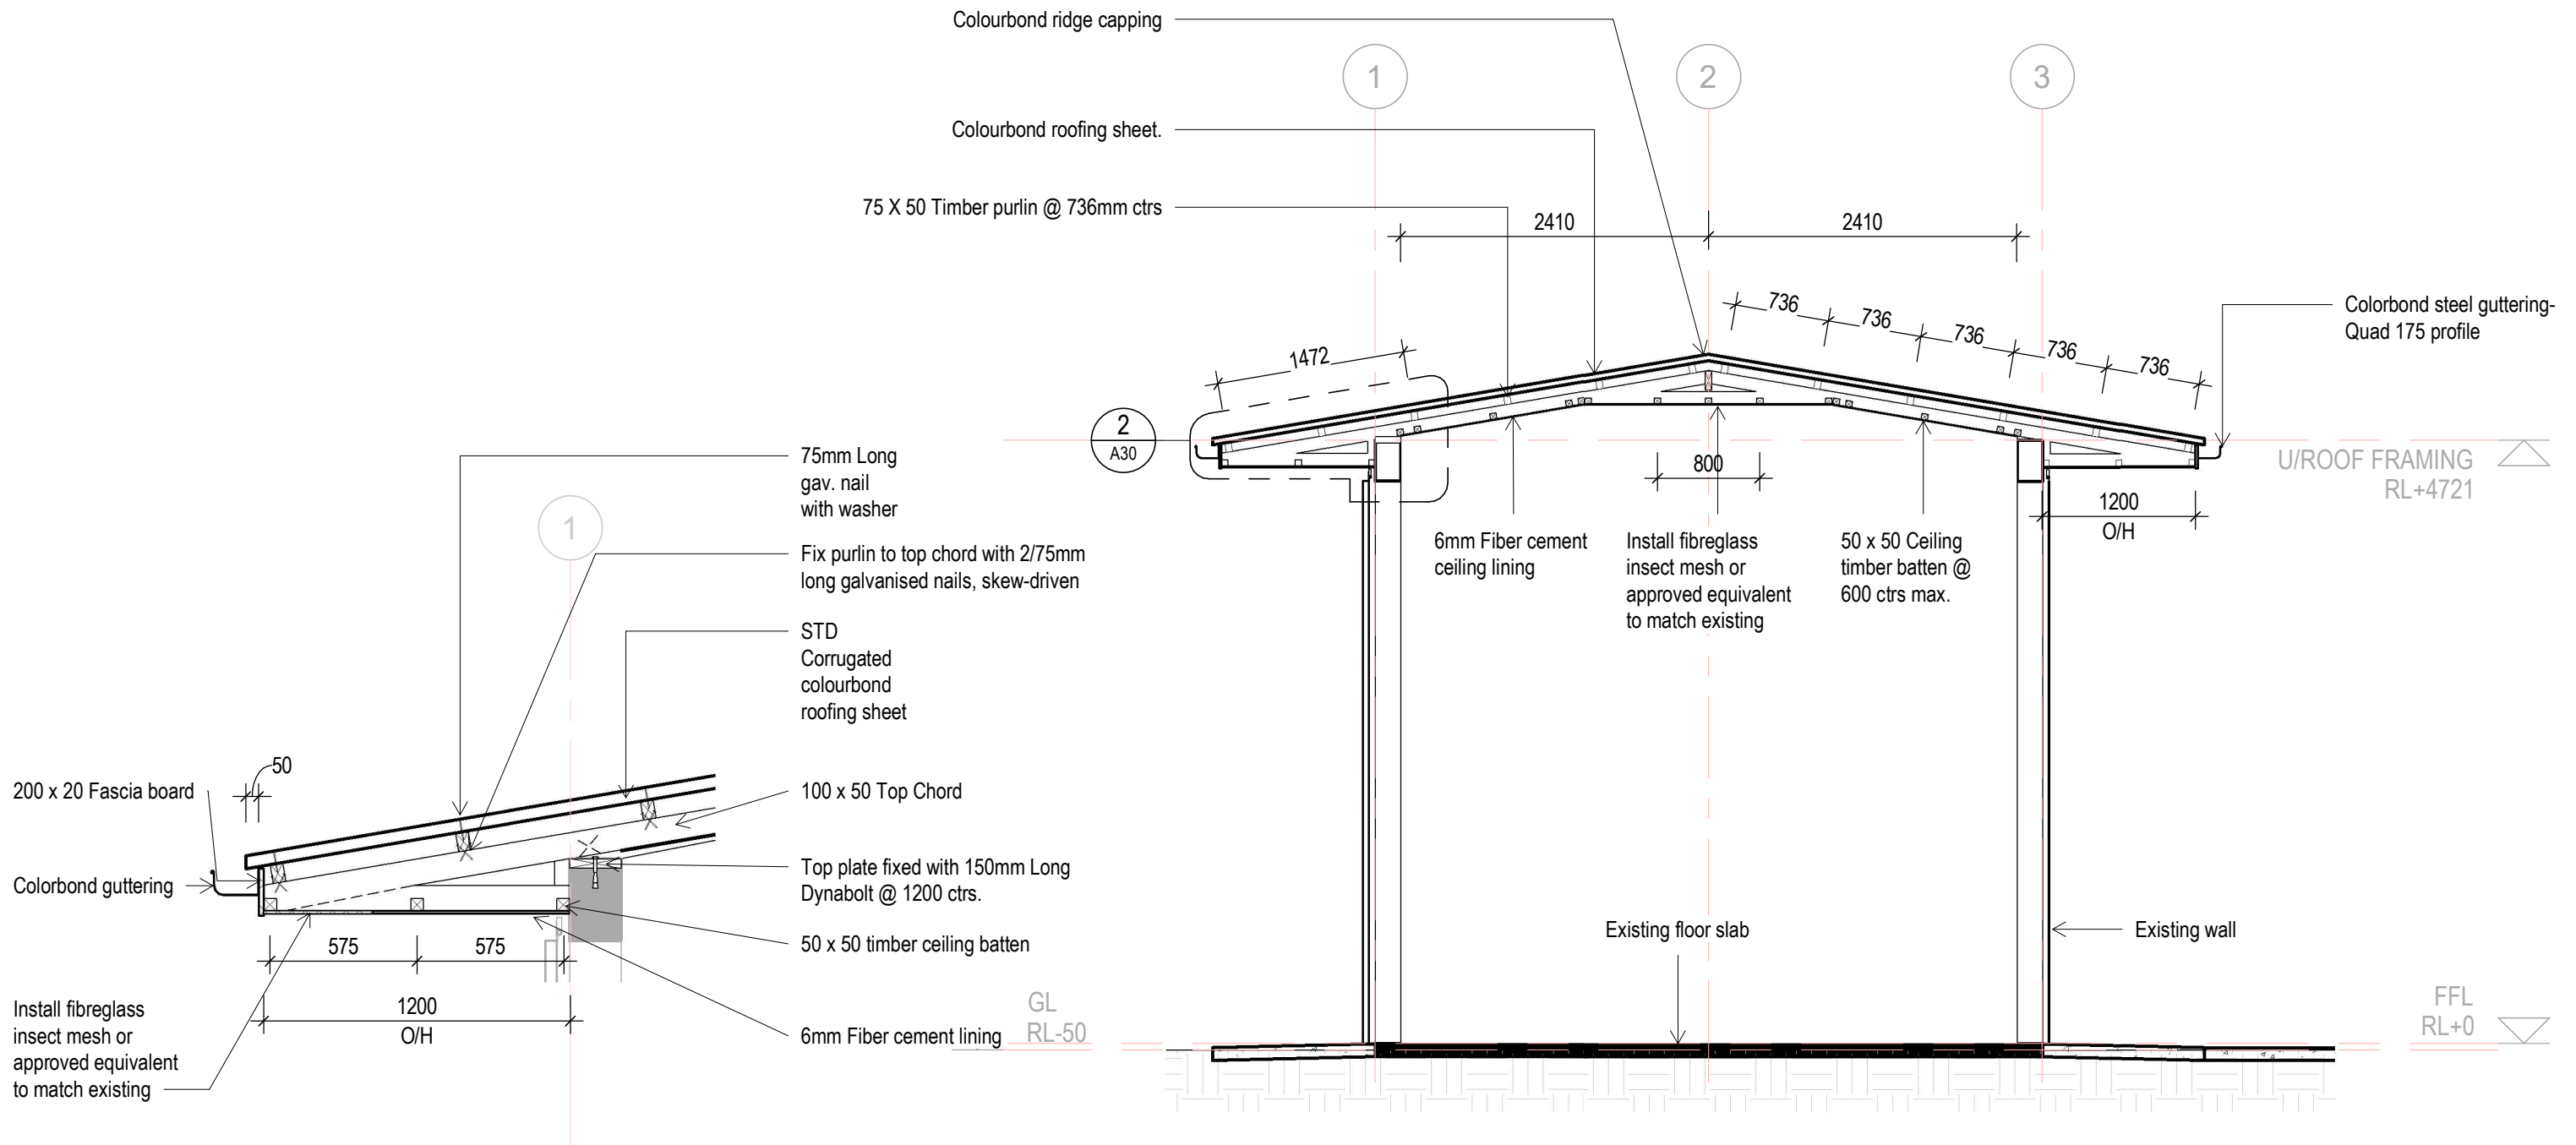 Colourbond ridge capping
1
2
3
Colourbond roofing sheet.
75 X 50 Timber purlin @ 736mm ctrs
2410
2410
736
736
736
736
736
1472
Colorbond steel guttering-
Quad 175 profile
2
A30
800
U/ROOF FRAMING
RL+4721
1200
O/H
6mm Fiber cement
ceiling lining
Install fibreglass
insect mesh or
approved equivalent
to match existing
50 x 50 Ceiling
timber batten @
600 ctrs max.
Existing floor slab
Existing wall
GL
RL-50
FFL
RL+0
75mm Long
gav. nail
with washer
1
Fix purlin to top chord with 2/75mm
long galvanised nails, skew-driven
STD
Corrugated
colourbond
roofing sheet
50
200 x 20 Fascia board
100 x 50 Top Chord
Top plate fixed with 150mm Long
Dynabolt @ 1200 ctrs.
Colorbond guttering
575
575
50 x 50 timber ceiling batten
1200
O/H
Install fibreglass
insect mesh or
approved equivalent
to match existing
6mm Fiber cement lining